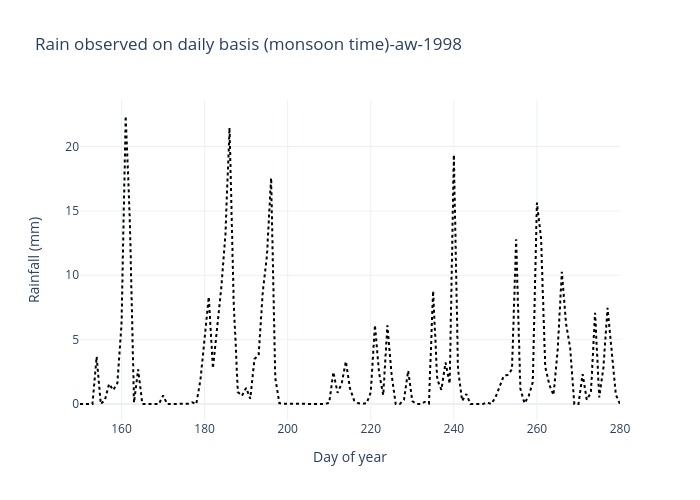 Rain observed on daily basis (monsoon time)-aw-1998
Rainfall (mm)
20
15
10
5
0
160 180 200 220 240 260 280
Day of year